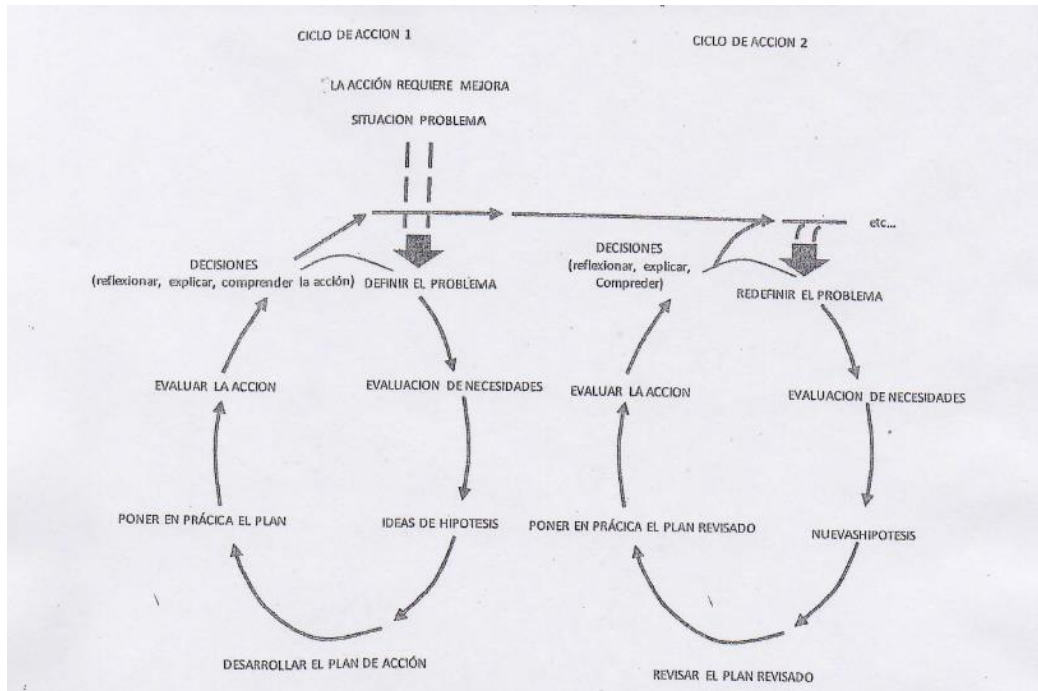 CICLO DE ACCION 1
LA ACCIÓN REQUIERE MEJORA
SITUACION PROBLEMA
DECISIONES
(reflexionar, explicar, comprender la acción)
DEFINIR EL PROBLEMA
EVALUACION DE NECESIDADES
IDEAS DE HIPOTESIS
DESARROLLAR EL PLAN DE ACCIÓN
PONER EN PRÁCICA EL PLAN
EVALUAR LA ACCION
CICLO DE ACCION 2
etc...
DECISIONES
(reflexionar, explicar,
Compreder)
REDEFINIR EL PROBLEMA
EVALUACION DE NECESIDADES
NUEVASHIPOTESIS
REVISAR EL PLAN REVISADO
PONER EN PRÁCICA EL PLAN REVISADO
EVALUAR LA ACCION